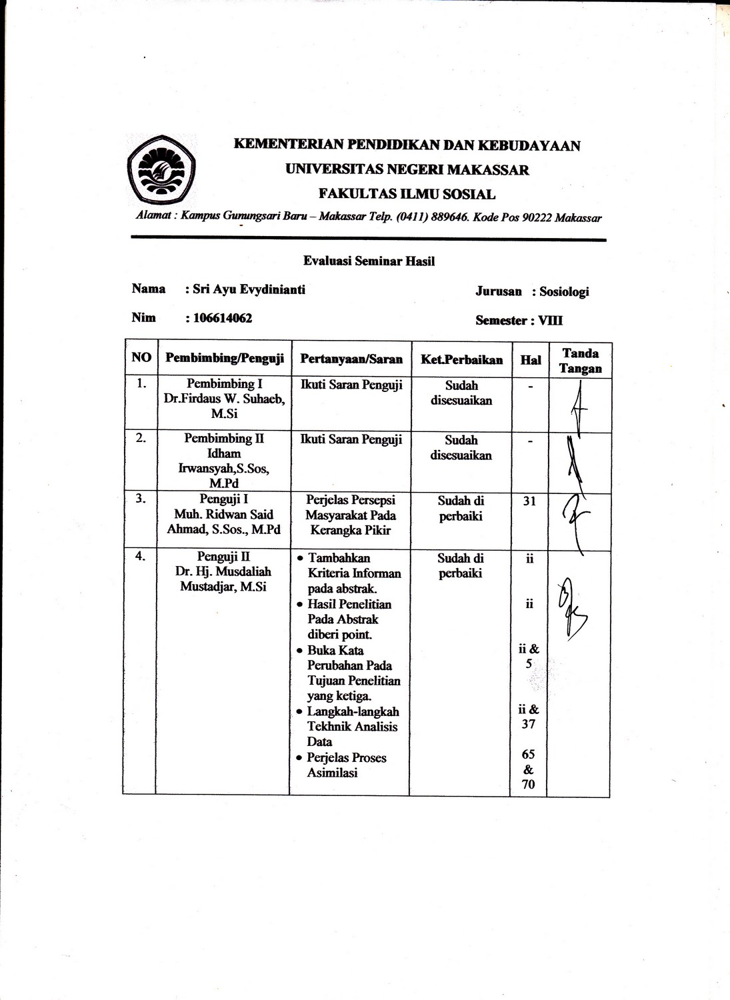 KEMENTERIAN PENDIDIKAN DAN KEBUDAYAAN
UNIVERSITAS NEGERI MAKASSAR
FAKULTAS ILMU SOSIAL
Alamat : Kampus Gunungsari Baru – Makassar Telp. (0411) 889646. Kode Pos 90222 Makassar
Evaluasi Seminar Hasil
Nama : Sri Ayu Evydinianti
Jurusan : Sosiologi
Nim : 106614062
Semester : VIII
NO Pembimbing/Penguji Pertanyaan/Saran Ket.Perbaikan Hal Tanda
Tangan
1. Pembimbing I Ikuti Saran Penguji Sudah -
Dr.Firdaus W. Suhaeb, disesuaikan
M.Si
2. Pembimbing II Ikuti Saran Penguji Sudah -
Idham disesuaikan
Irwansyah,S.Sos,
M.Pd
3. Penguji I Perjelas Persepsi Sudah di 31
Muh. Ridwan Said Masyarakat Pada perbaiki
Ahmad, S.Sos., M.Pd Kerangka Pikir
4. Penguji II • Tambahkan Sudah di ii
Dr. Hj. Musdaliah Kriteria Informan perbaiki
Mustadjar, M.Si pada abstrak.
• Hasil Penelitian ii
Pada Abstrak
diberi point.
• Buka Kata ii &
Perubahan Pada 5
Tujuan Penelitian
yang ketiga.
• Langkah-langkah ii &
Tekhnik Analisis 37
Data
• Perjelas Proses 65
Asimilasi &
70